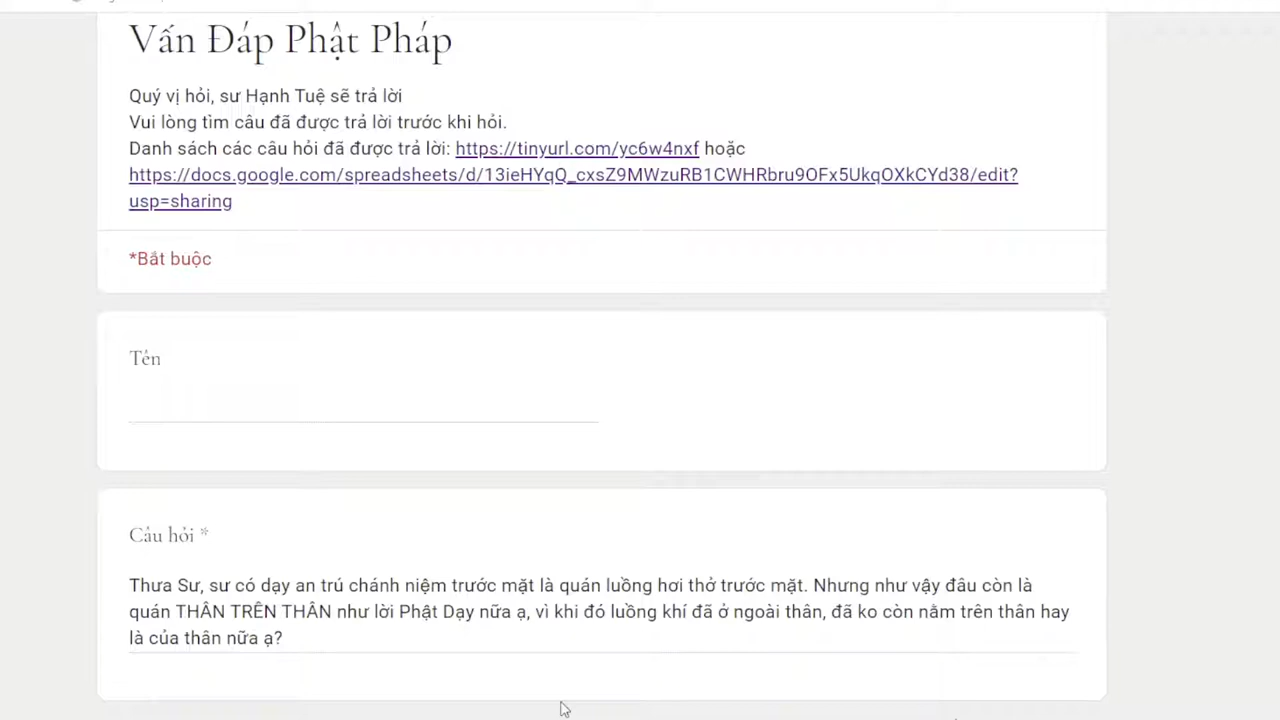 Vấn Đáp Phật Pháp
Quý vị hỏi, sư Hạnh Tuệ sẽ trả lời
Vui lòng tìm câu đã được trả lời trước khi hỏi.
Danh sách các câu hỏi đã được trả lời: https://tinyurl.com/yc6w4nxf hoặc
https://docs.google.com/spreadsheets/d/13ieHYqQ_cxsZ9MWzuRB1CWHRbru9OFx5UkqOXkCYd38/edit?
usp=sharing
*Bắt buộc
Tên
Câu hỏi *
Thưa Sư, sư có dạy an trú chánh niệm trước mặt là quán luồng hơi thở trước mặt. Nhưng như vậy đâu còn là
quán THÂN TRÊN THÂN như lời Phật Dạy nữa ạ, vì khi đó luồng khí đã ở ngoài thân, đã ko còn nằm trên thân hay
là của thân nữa ạ?